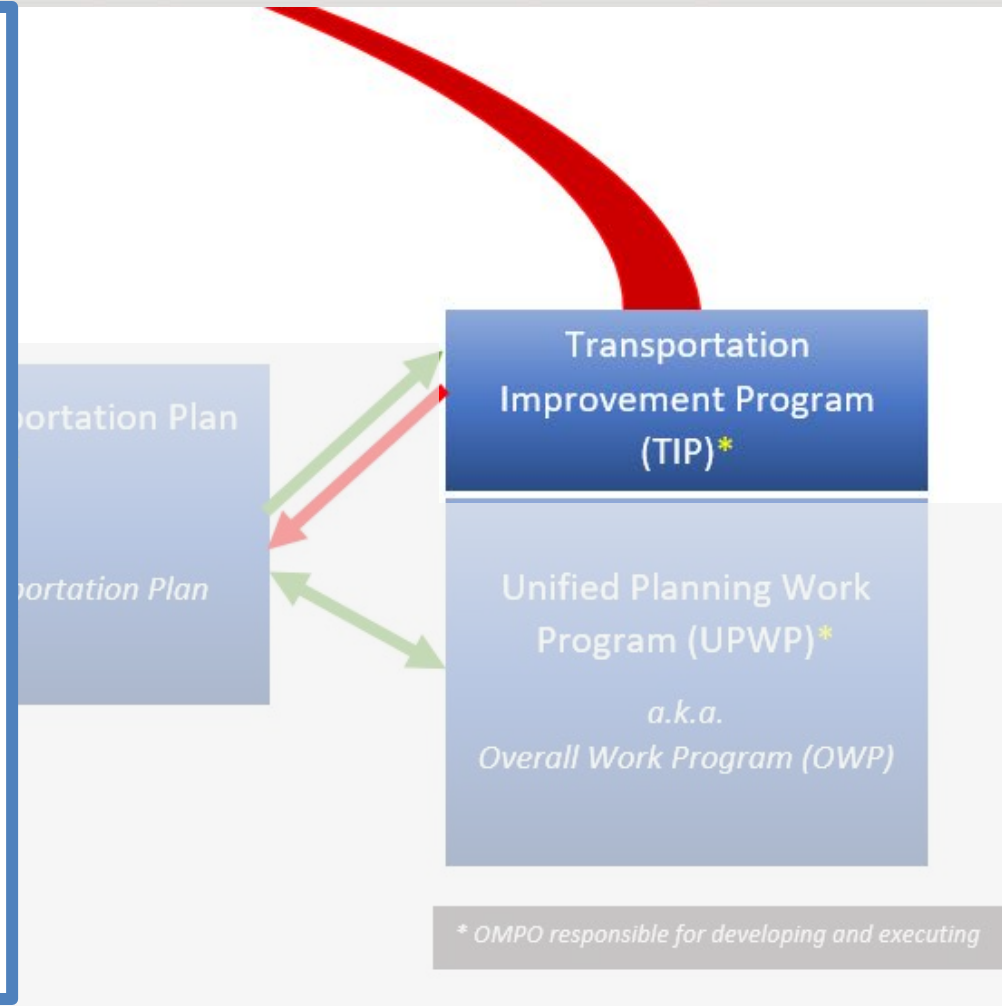 Transportation
Improvement Program
(TIP)*
portation Plan
portation Plan
Unified Planning Work
Program (UPWP)*
a.k.a.
Overall Work Program (OWP)
* OMPO responsible for developing and executing